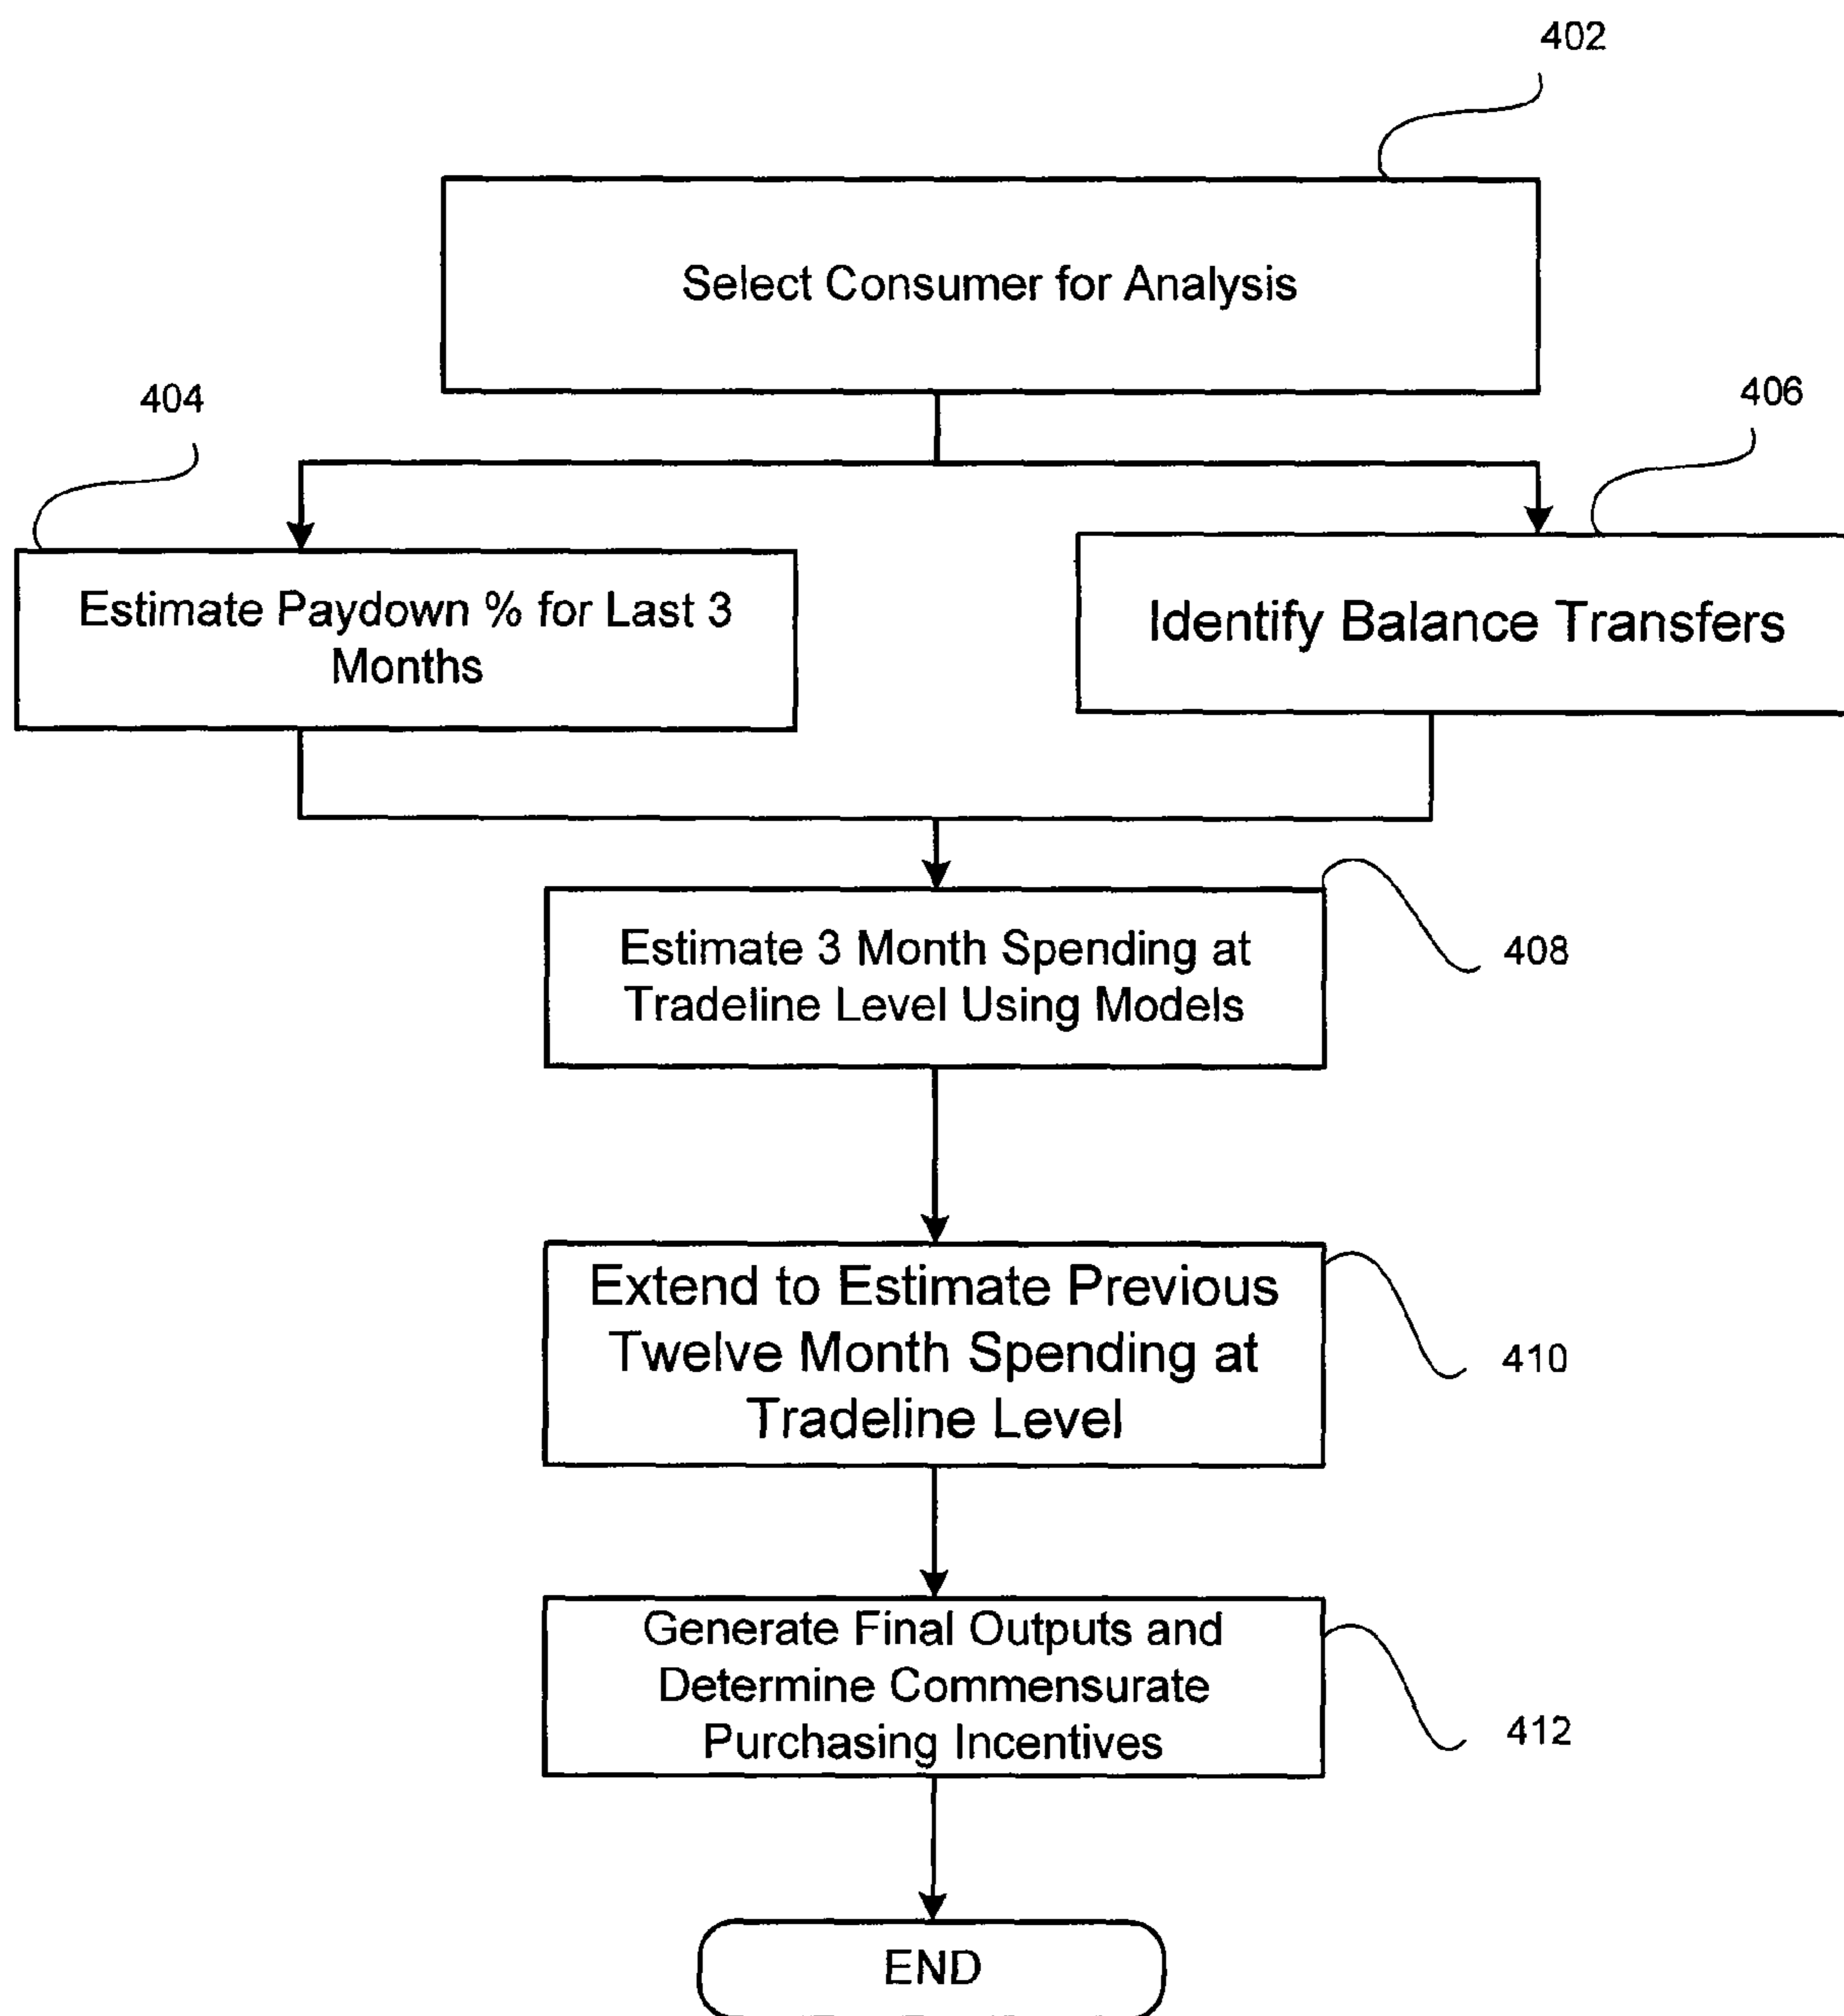 402
Select Consumer for Analysis
404
406
Estimate Paydown % for Last 3
Months
Identify Balance Transfers
Estimate 3 Month Spending at
Tradeline Level Using Models
408
Extend to Estimate Previous
Twelve Month Spending at
Tradeline Level
410
Generate Final Outputs and
Determine Commensurate
Purchasing Incentives
412
END